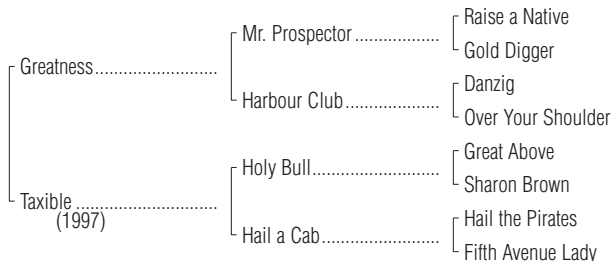 Raise a Native
Mr. Prospector ..................
Gold Digger
Greatness..........................
Danzig
Harbour Club....................
Over Your Shoulder
Great Above
Holy Bull...........................
Sharon Brown
Taxible ..............................
(1997)
Hail the Pirates
Hail a Cab.........................
Fifth Avenue Lady